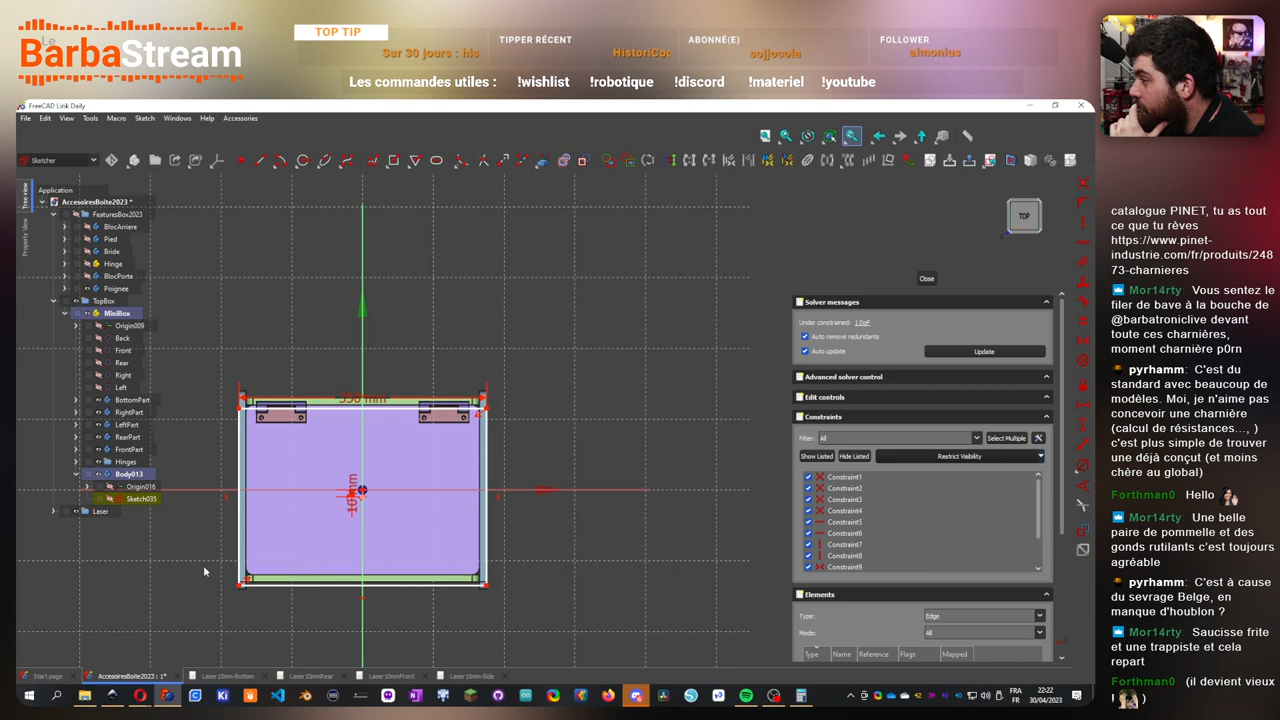 Le
BarbaStream
TOP TIP
Sur 30 jours : his
TIPPER RÉCENT
HistoriCoc
ABONNÉ(E)
sojjocola
FOLLOWER
almonius
Les commandes utiles : !wishlist !robotique !discord !materiel !youtube
FreeCAD Link Daily
File Edit View Tools Macro Sketch Windows Help Accessories
Sketcher
Tree view
Property View
Application
AccesoiresBoite2023 *
FeaturesBox2023
BlocArriere
Pied
Bride
Hinge
BlocPorte
Poignee
TopBox
MiniBox
Origin009
Back
Front
Rear
Right
Left
BottomPart
RightPart
LeftPart
RearPart
FrontPart
Hinges
Body013
Origin016
Sketch035
Laser
TOP
Close
Solver messages
Under constrained: 1 DoF
Auto remove redundants
Auto update
Update
Advanced solver control
Edit controls
Constraints
Filter: All
Select Multiple
Show Listed
Hide Listed
Restrict Visibility
Constraint1
Constraint2
Constraint3
Constraint4
Constraint5
Constraint6
Constraint7
Constraint8
Constraint9
Elements
Type: Edge
Mode: All
Type Name Reference Flags Mapped
Start page
AccesoiresBoite2023 : 1*
Laser10mm-Bottom
Laser10mmRear
Laser10mmFront
Laser10mm-Side
FRA
FR
22:22
30/04/2023
catalogue PINET, tu as tout
ce que tu rêves
https://www.pinet-
industrie.com/fr/produits/248
73-charnieres
Mor14rty: Vous sentez le
filer de bave à la bouche de
@barbatroniclive devant
toute ces charnières,
moment charnière p0rn
pyrhamm: C'est du
standard avec beaucoup de
modèles. Moi, je n'aime pas
concevoir une charnière
(calcul de résistances..., )
c'est plus simple de trouver
une déjà conçut (et moins
chère au global)
Forthman0: Hello
Mor14rty: Une belle
paire de pommelle et des
gonds rutilants c'est toujours
agréable
pyrhamm: C'est à cause
du sevrage Belge, en
manque d'houblon ?
Mor14rty: Saucisse frite
et une trappiste et cela
repart
Forthman0: (il devient vieux
! )